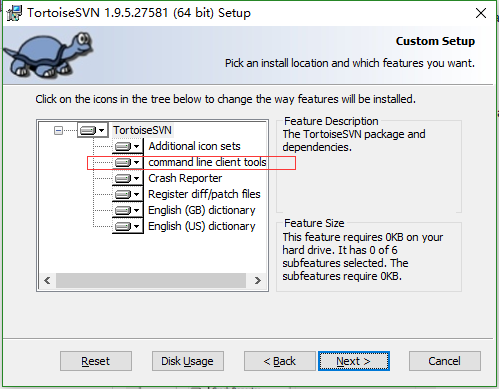 TortoiseSVN 1.9.5.27581 (64 bit) Setup
Custom Setup
Pick an install location and which features you want.
Click on the icons in the tree below to change the way features will be installed.
TortoiseSVN
Additional icon sets
command line client tools
Crash Reporter
Register diff/patch files
English (GB) dictionary
English (US) dictionary
Feature Description
The TortoiseSVN package and
dependencies.
Feature Size
This feature requires 0KB on your
hard drive. It has 0 of 6
subfeatures selected. The
subfeatures require 0KB.
Reset
Disk Usage
< Back
Next >
Cancel